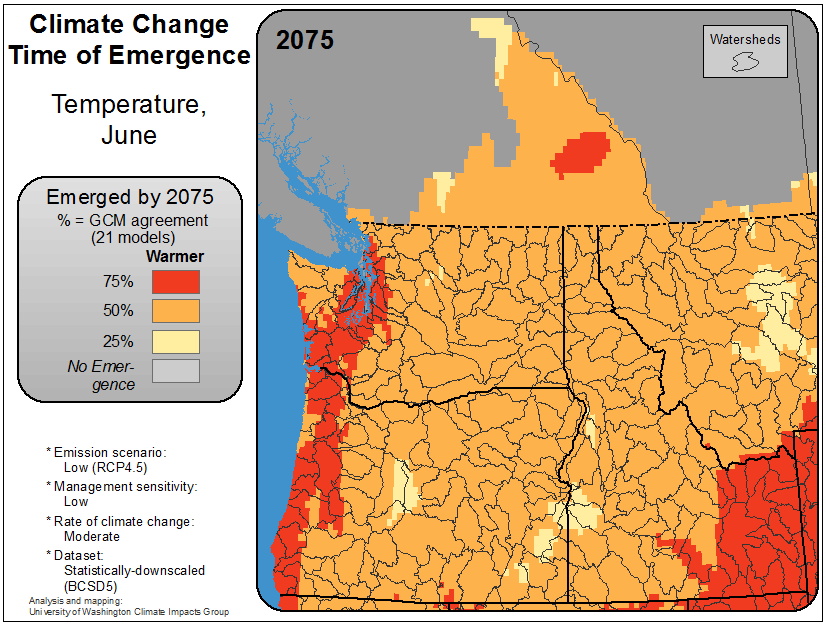 Climate Change
Time of Emergence
Temperature,
June
2075
Watersheds
Emerged by 2075
% = GCM agreement
(21 models)
Warmer
75%
50%
25%
No Emer-
gence
* Emission scenario:
Low (RCP4.5)
* Management sensitivity:
Low
* Rate of climate change:
Moderate
* Dataset:
Statistically-downscaled
(BCSD5)
Analysis and mapping:
University of Washington Climate Impacts Group